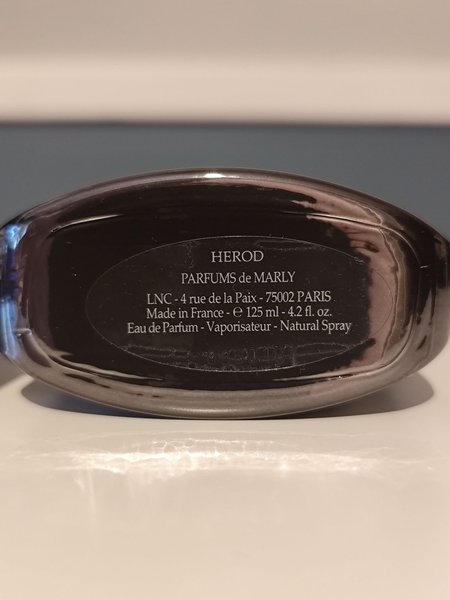 HEROD
PARFUMS de MARLY
LNC - 4 rue de la Paix - 75002 PARIS
Made in France - ℮ 125 ml - 4.2 fl. oz.
Eau de Parfum - Vaporisateur - Natural Spray